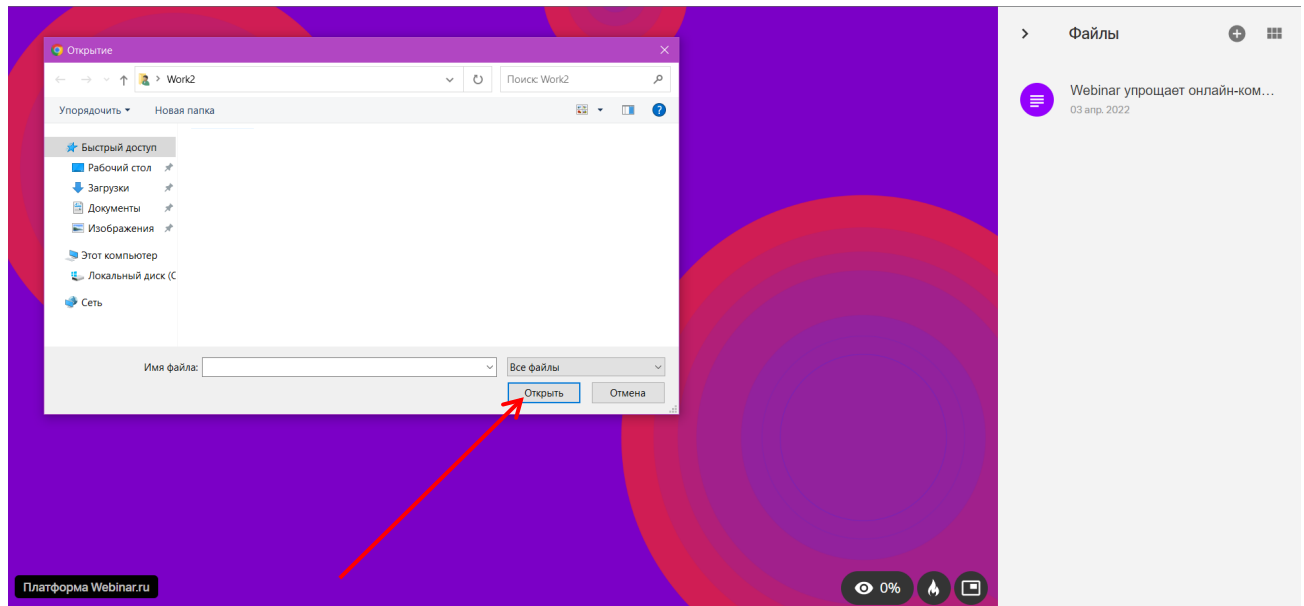 Открытие
Work2
Поиск: Work2
Упорядочить
Новая папка
Быстрый доступ
Рабочий стол
Загрузки
Документы
Изображения
Этот компьютер
Локальный диск (C
Сеть
Имя файла:
Все файлы
Открыть
Отмена
Платформа Webinar.ru
0%
Файлы
Webinar упрощает онлайн-ком...
03 апр. 2022